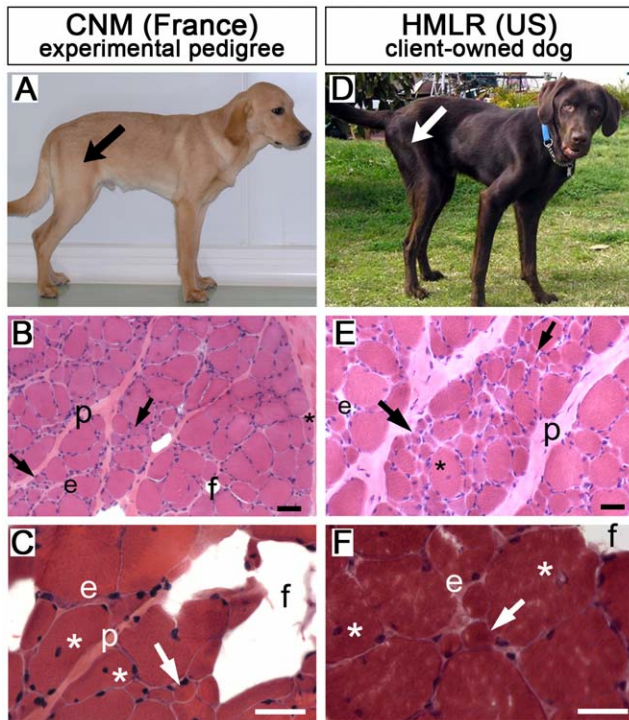 CNM (France)
experimental pedigree
HMLR (US)
client-owned dog
A
D
B
p
e
f
*
E
e
p
*
C
e
p
*
*
f
F
e
*
*
f